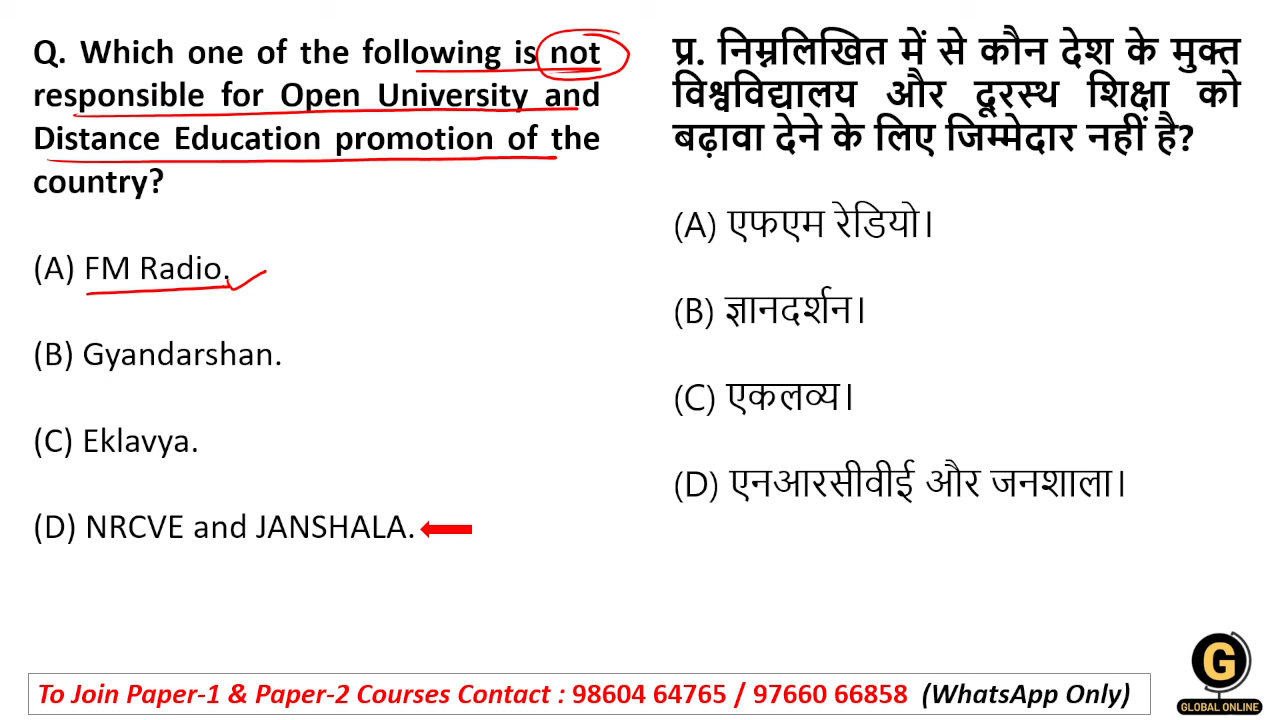 Q. Which one of the following is not
responsible for Open University and
Distance Education promotion of the
country?
(A) FM Radio.
(B) Gyandarshan.
(C) Eklavya.
(D) NRCVE and JANSHALA.
प्र. निम्नलिखित में से कौन देश के मुक्त
विश्वविद्यालय और दूरस्थ शिक्षा को
बढ़ावा देने के लिए जिम्मेदार नहीं है?
(A) एफएम रेडियो।
(B) ज्ञानदर्शन।
(C) एकलव्य।
(D) एनआरसीवीई और जनशाला।
To Join Paper-1 & Paper-2 Courses Contact : 98604 64765 / 97660 66858 (WhatsApp Only)
G
GLOBAL ONLINE